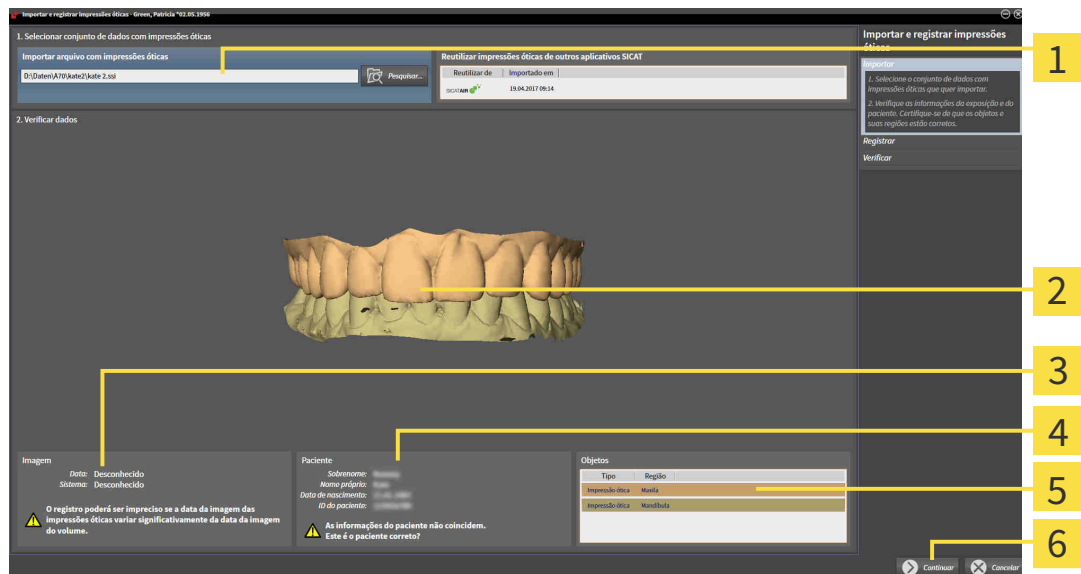 Importar e registrar impressões óticas - Green, Patricia *02.05.1956
1. Selecionar conjunto de dados com impressões óticas
Importar arquivo com impressões óticas
D:\Daten\A70\kate2\kate 2.ssi
Pesquisar...
Reutilizar impressões óticas de outros aplicativos SICAT
Reutilizar de Importado em
SICAT AIR 19.04.2017 09:14
Importar e registrar impressões
óticas
Importar
1. Selecione o conjunto de dados com
impressões óticas que quer importar.
2. Verifique as informações da exposição e do
paciente. Certifique-se de que os objetos e
suas regiões estão corretos.
Registrar
Verificar
2. Verificar dados
Imagem
Data: Desconhecido
Sistema: Desconhecido
O registro poderá ser impreciso se a data da imagem das
impressões óticas variar significativamente da data da imagem
do volume.
Paciente
Sobrenome:
Nome próprio:
Data de nascimento:
ID do paciente:
As informações do paciente não coincidem.
Este é o paciente correto?
Objetos
Tipo Região
Impressão ótica Maxila
Impressão ótica Mandíbula
Continuar
Cancelar
1
2
3
4
5
6